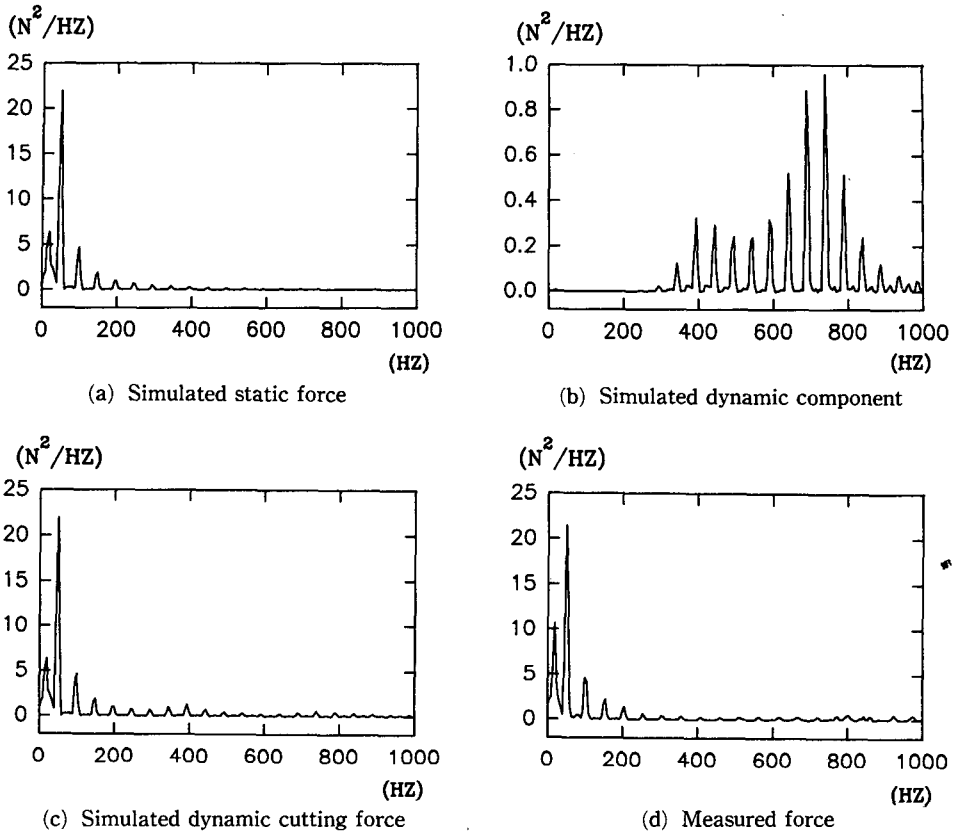 (N²/HZ)
25
20
15
10
5
0
0 200 400 600 800 1000
(HZ)
(a) Simulated static force
(N²/HZ)
1.0
0.8
0.6
0.4
0.2
0.0
0 200 400 600 800 1000
(HZ)
(b) Simulated dynamic component
(N²/HZ)
25
20
15
10
5
0
0 200 400 600 800 1000
(HZ)
(c) Simulated dynamic cutting force
(N²/HZ)
25
20
15
10
5
0
0 200 400 600 800 1000
(HZ)
(d) Measured force